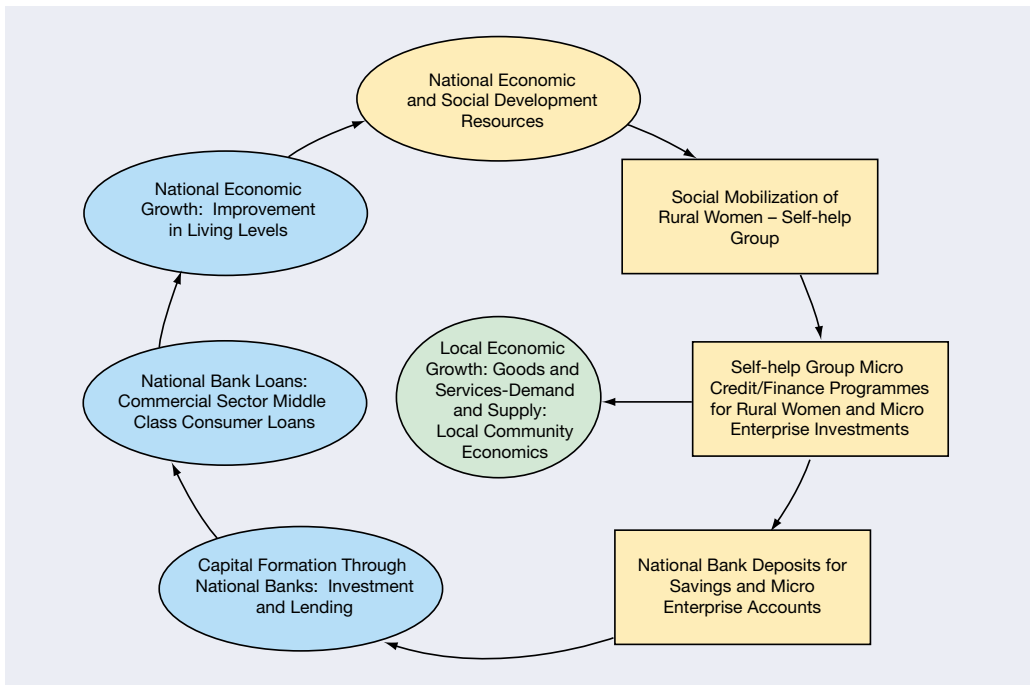 National Economic
and Social Development
Resources
Social Mobilization of
Rural Women – Self-help
Group
Self-help Group Micro
Credit/Finance Programmes
for Rural Women and Micro
Enterprise Investments
Local Economic
Growth: Goods and
Services-Demand
and Supply:
Local Community
Economics
National Bank Deposits for
Savings and Micro
Enterprise Accounts
Capital Formation Through
National Banks: Investment
and Lending
National Bank Loans:
Commercial Sector Middle
Class Consumer Loans
National Economic
Growth: Improvement
in Living Levels